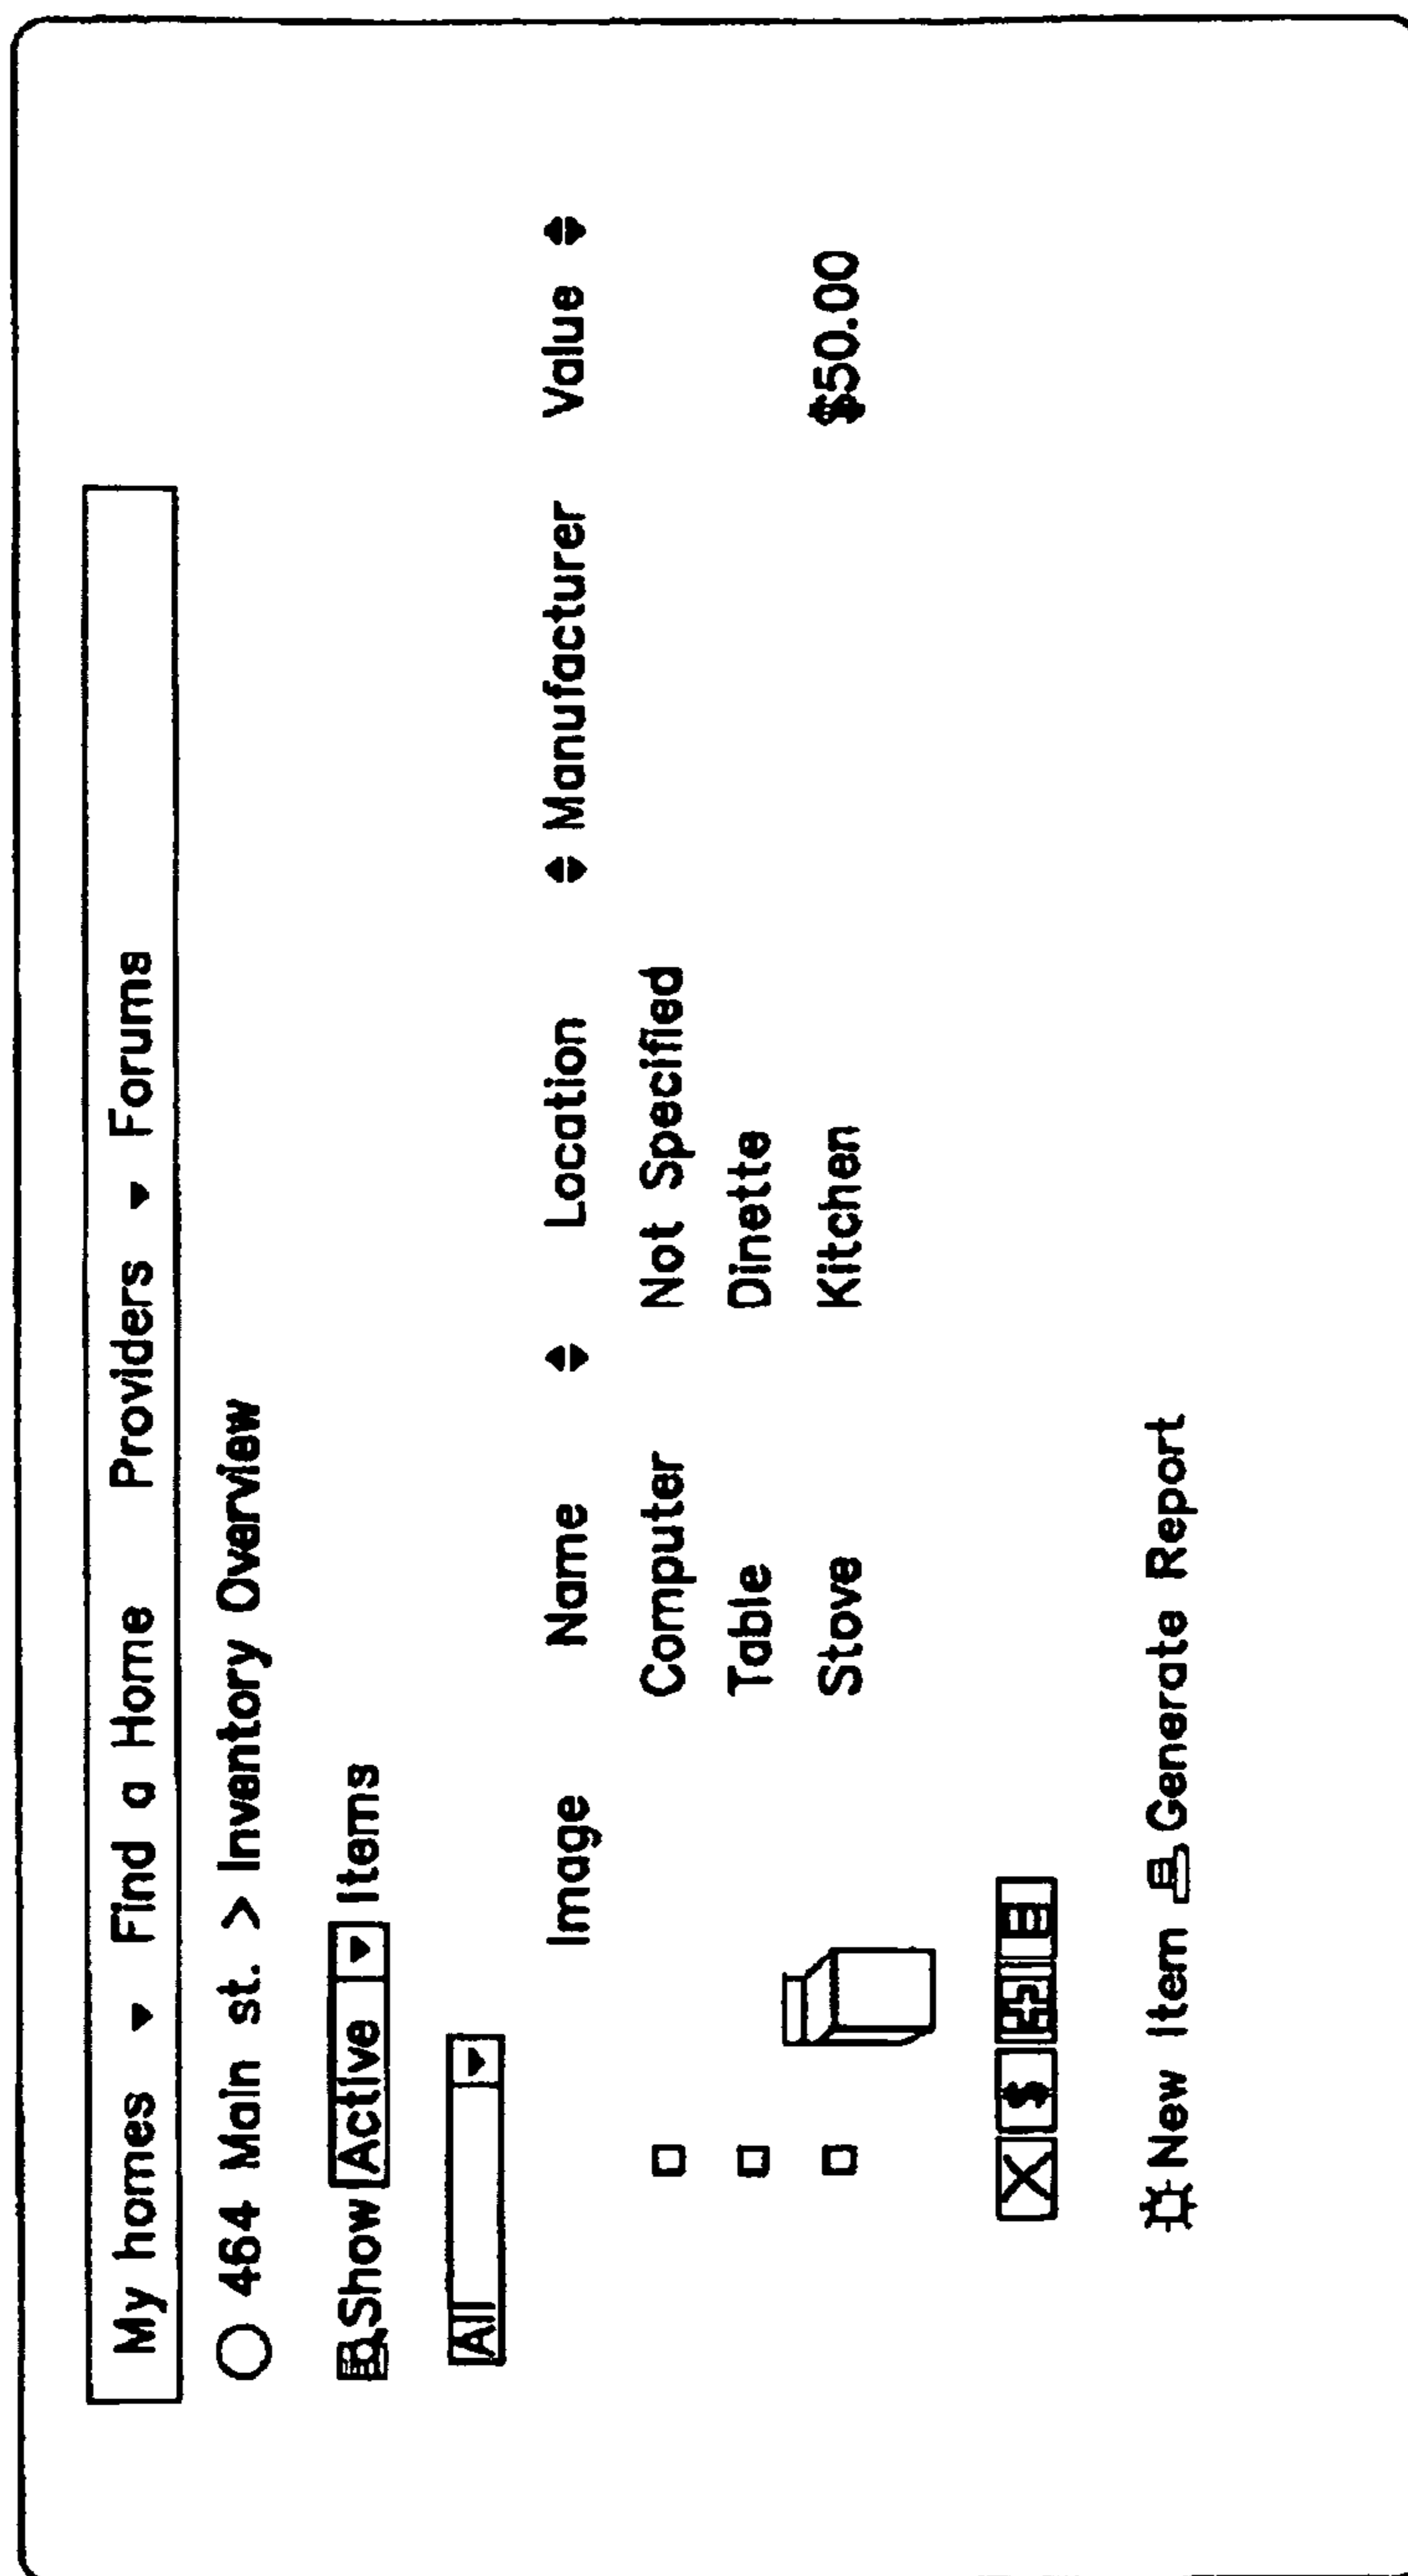 My homes ▼ Find a Home Providers ▼ Forums
464 Main st. > Inventory Overview
Show Active ▼ Items
All ▼
Image Name Location Manufacturer Value
Computer Not Specified
Table Dinette
Stove Kitchen $50.00
X $
New Item Generate Report